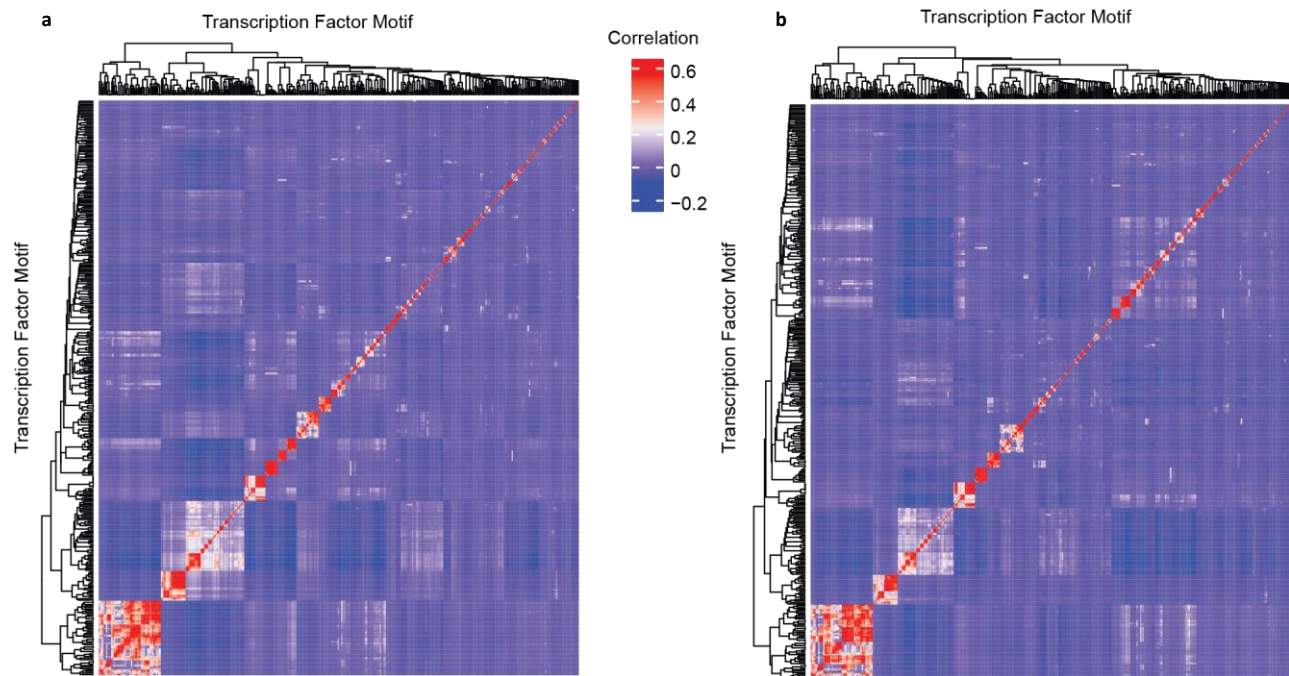 a
Transcription Factor Motif
Transcription Factor Motif
Correlation
0.6
0.4
0.2
0
−0.2
b
Transcription Factor Motif
Transcription Factor Motif